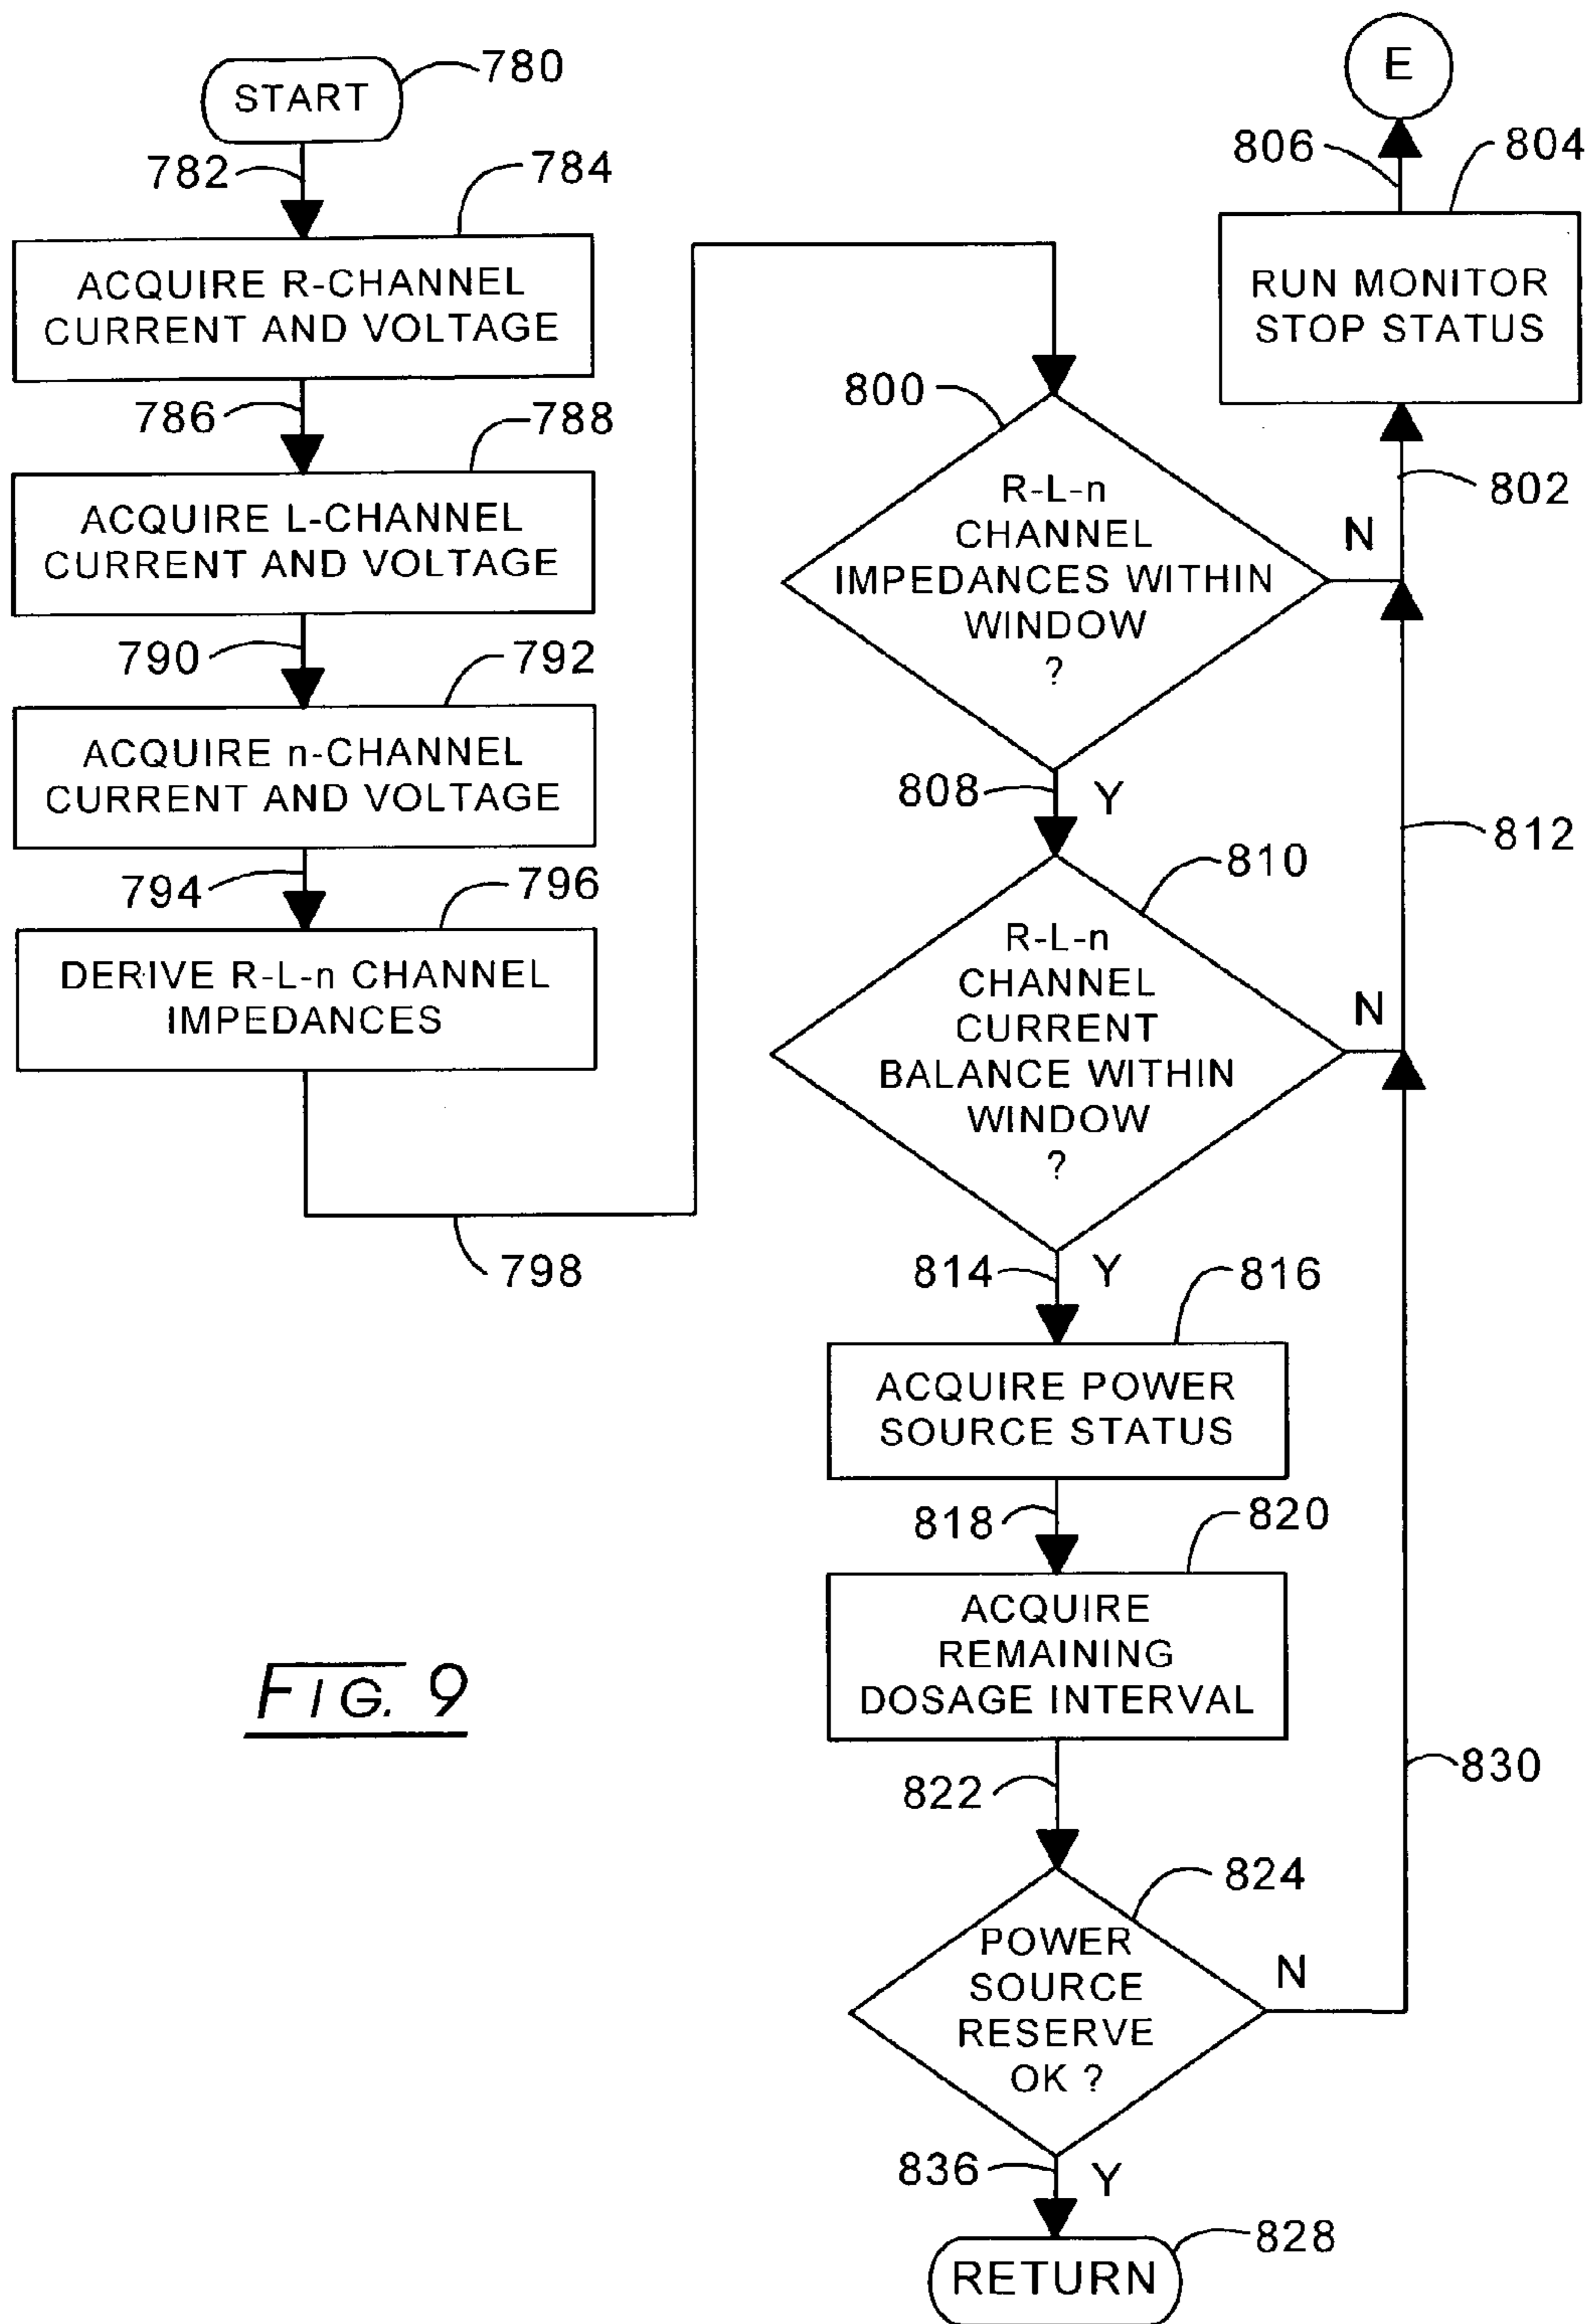 START
780
782
784
ACQUIRE R-CHANNEL
CURRENT AND VOLTAGE
786
788
ACQUIRE L-CHANNEL
CURRENT AND VOLTAGE
790
792
ACQUIRE n-CHANNEL
CURRENT AND VOLTAGE
794
796
DERIVE R-L-n CHANNEL
IMPEDANCES
798
E
806
804
RUN MONITOR
STOP STATUS
802
800
R-L-n
CHANNEL
IMPEDANCES WITHIN
WINDOW
?
N
808
Y
812
810
R-L-n
CHANNEL
CURRENT
BALANCE WITHIN
WINDOW
?
N
814
Y
816
ACQUIRE POWER
SOURCE STATUS
818
820
ACQUIRE
REMAINING
DOSAGE INTERVAL
822
830
824
POWER
SOURCE
RESERVE
OK ?
N
836
Y
828
RETURN
FIG. 9